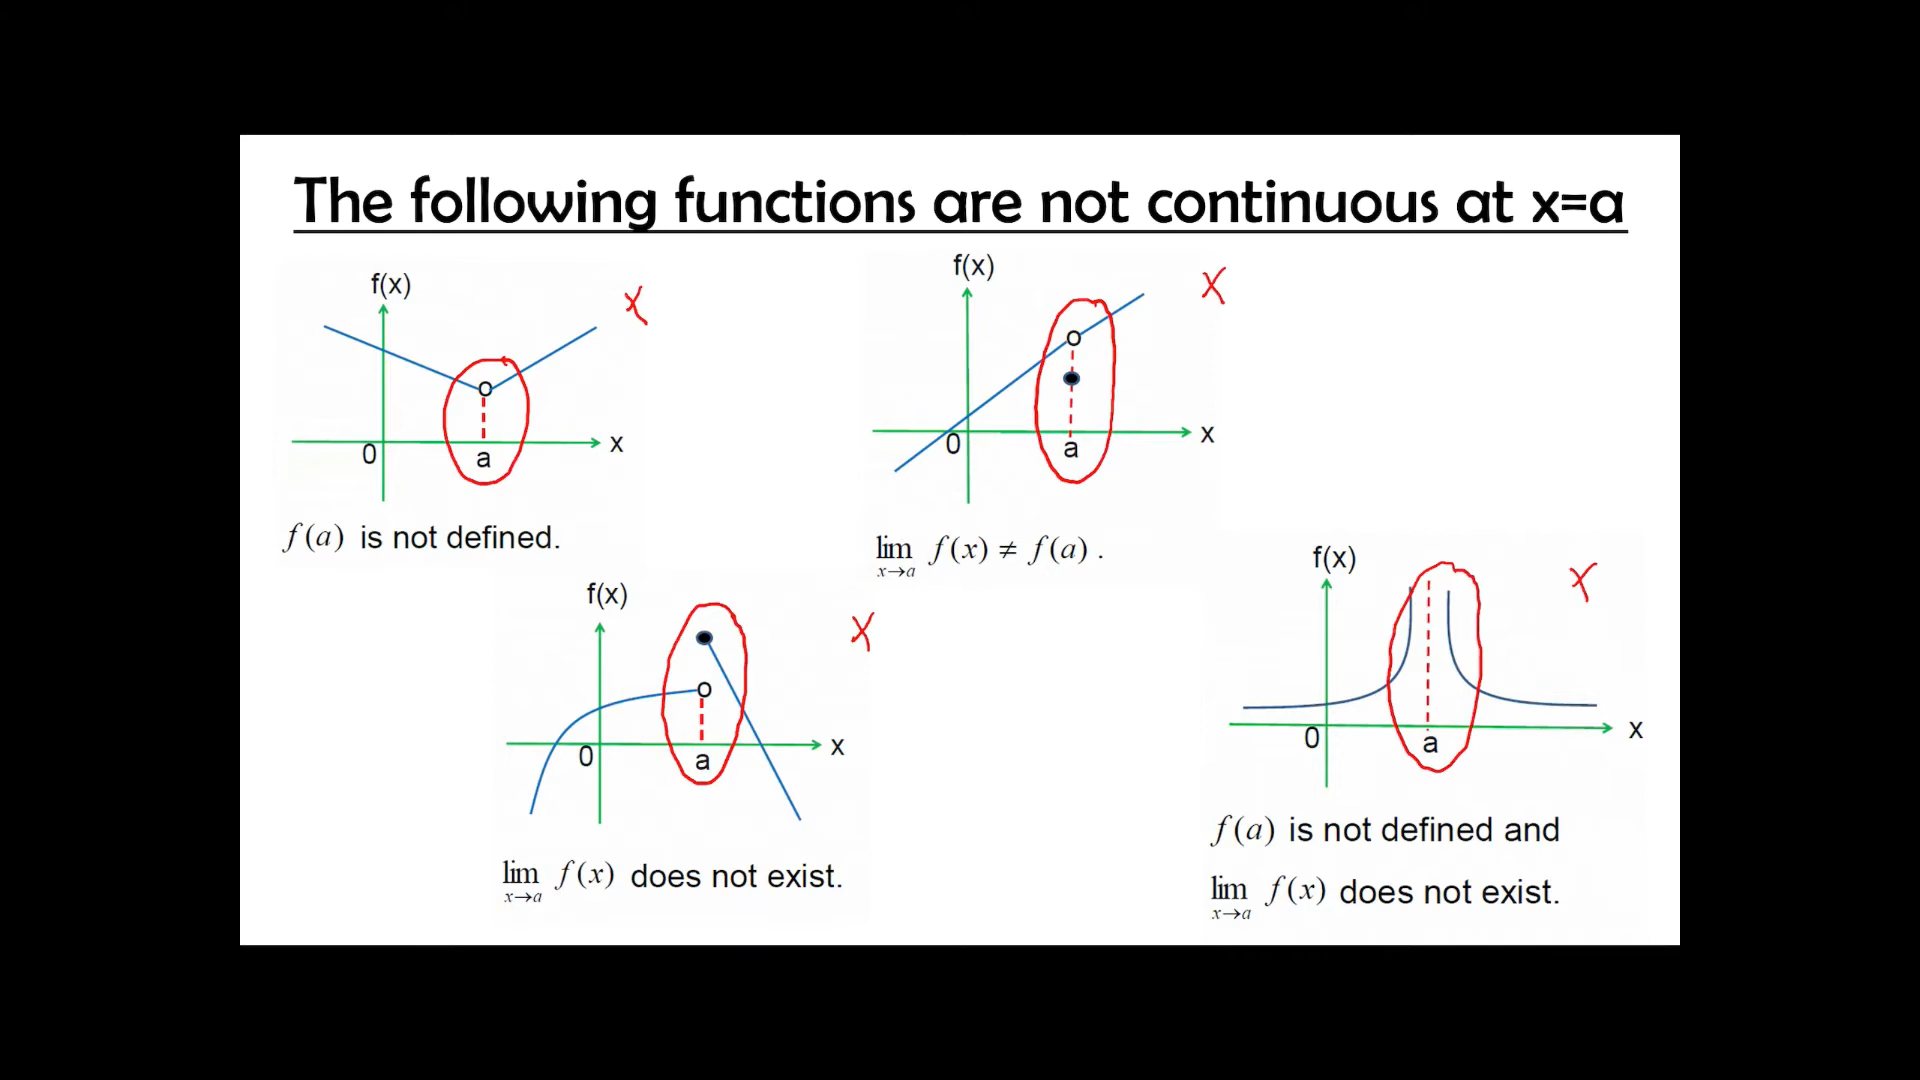 The following functions are not continuous at x=a
f(x)
x
0
a
X
f(a) is not defined.
f(x)
x
0
a
X
lim f(x) ≠ f(a) .
x→a
f(x)
x
0
a
X
lim f(x) does not exist.
x→a
f(x)
x
0
a
X
f(a) is not defined and
lim f(x) does not exist.
x→a